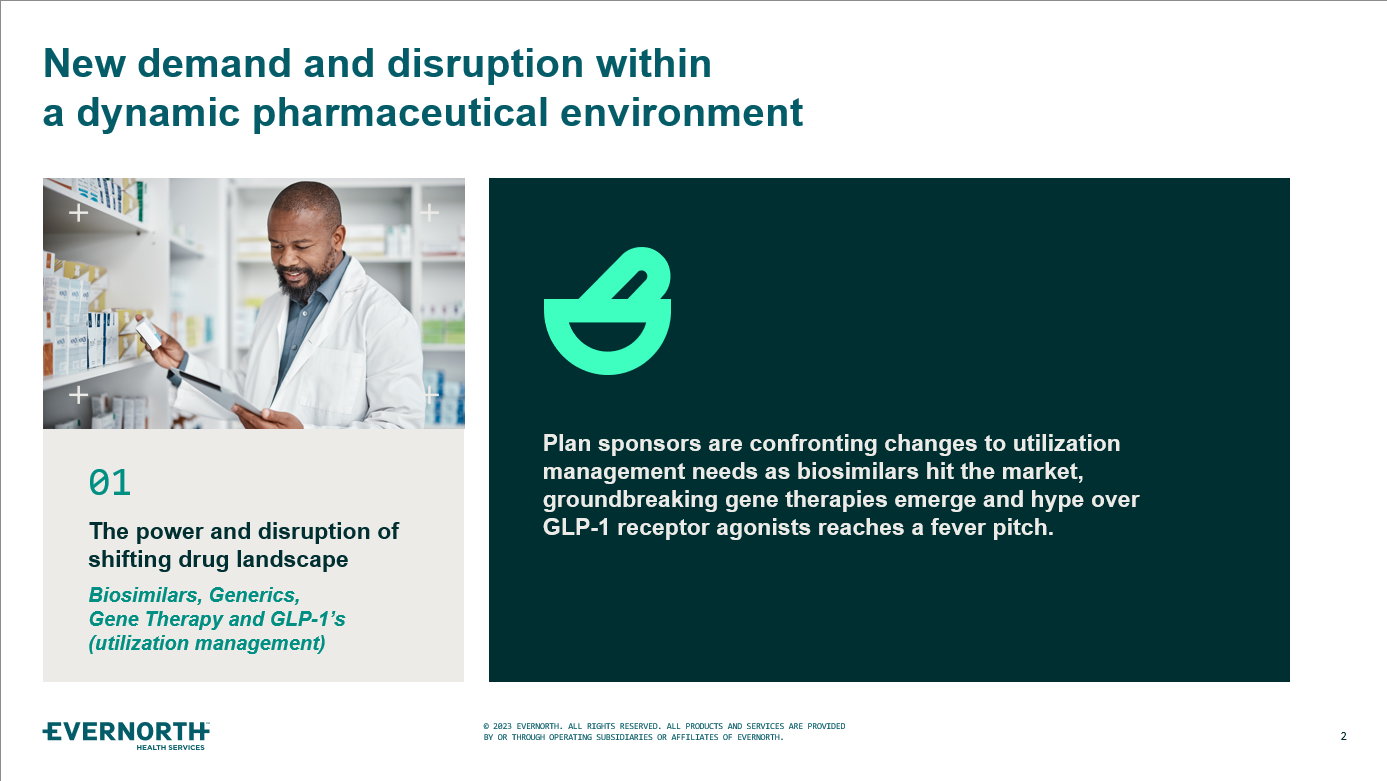 New demand and disruption within
a dynamic pharmaceutical environment
01
The power and disruption of
shifting drug landscape
Biosimilars, Generics,
Gene Therapy and GLP-1’s
(utilization management)
Plan sponsors are confronting changes to utilization
management needs as biosimilars hit the market,
groundbreaking gene therapies emerge and hype over
GLP-1 receptor agonists reaches a fever pitch.
EVERNORTH
HEALTH SERVICES
© 2023 EVERNORTH. ALL RIGHTS RESERVED. ALL PRODUCTS AND SERVICES ARE PROVIDED
BY OR THROUGH OPERATING SUBSIDIARIES OR AFFILIATES OF EVERNORTH.
2